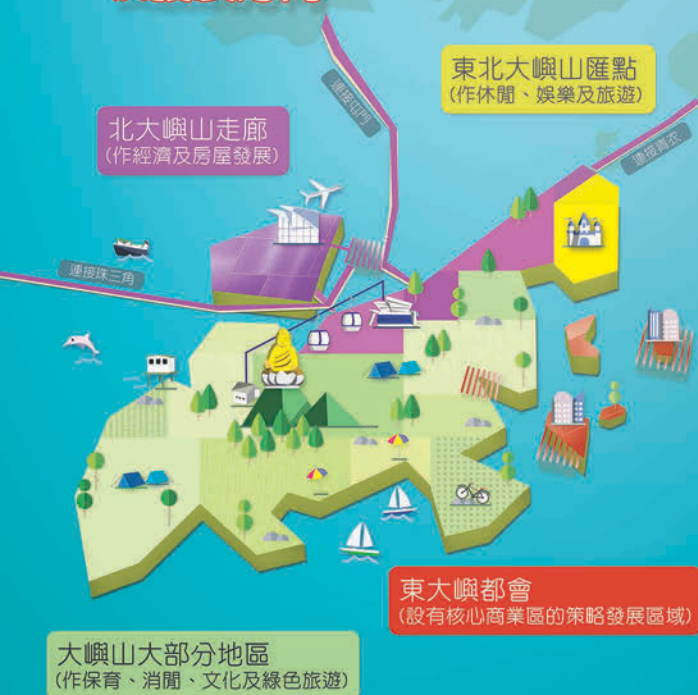 東北大嶼山匯點
(作休閒、娛樂及旅遊)
連接屯門
北大嶼山走廊
(作經濟及房屋發展)
連接青衣
連接珠三角
東大嶼都會
(設有核心商業區的策略發展區域)
大嶼山大部分地區
(作保育、消閒、文化及綠色旅遊)